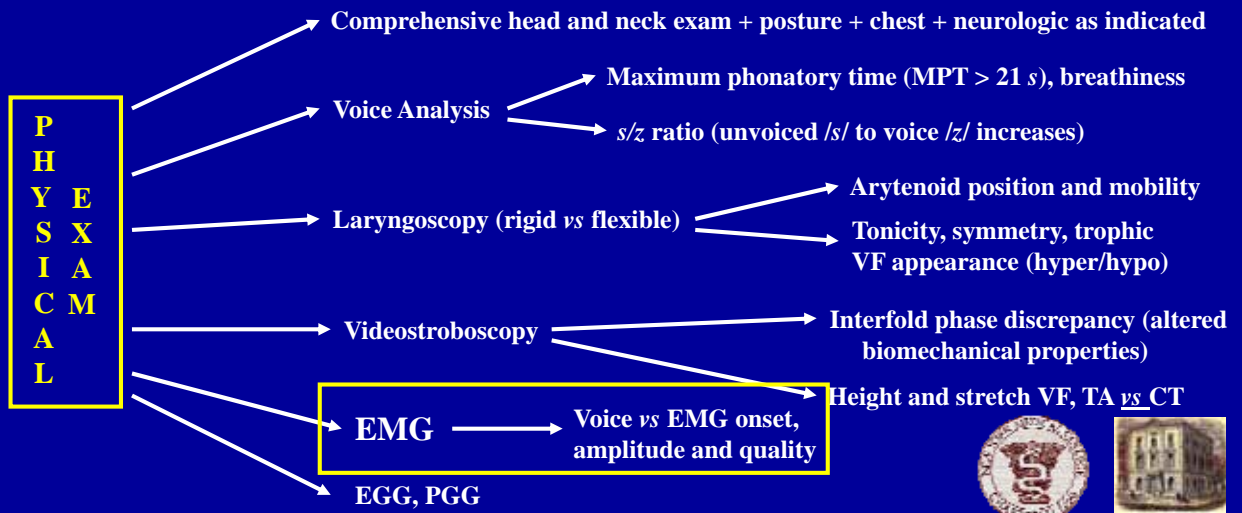 Comprehensive head and neck exam + posture + chest + neurologic as indicated
PHYSICAL
EXAM
Voice Analysis
Maximum phonatory time (MPT > 21 s), breathiness
s/z ratio (unvoiced /s/ to voice /z/ increases)
Laryngoscopy (rigid vs flexible)
Arytenoid position and mobility
Tonicity, symmetry, trophic
VF appearance (hyper/hypo)
Videostroboscopy
Interfold phase discrepancy (altered
biomechanical properties)
Height and stretch VF, TA vs CT
EMG
Voice vs EMG onset,
amplitude and quality
EGG, PGG